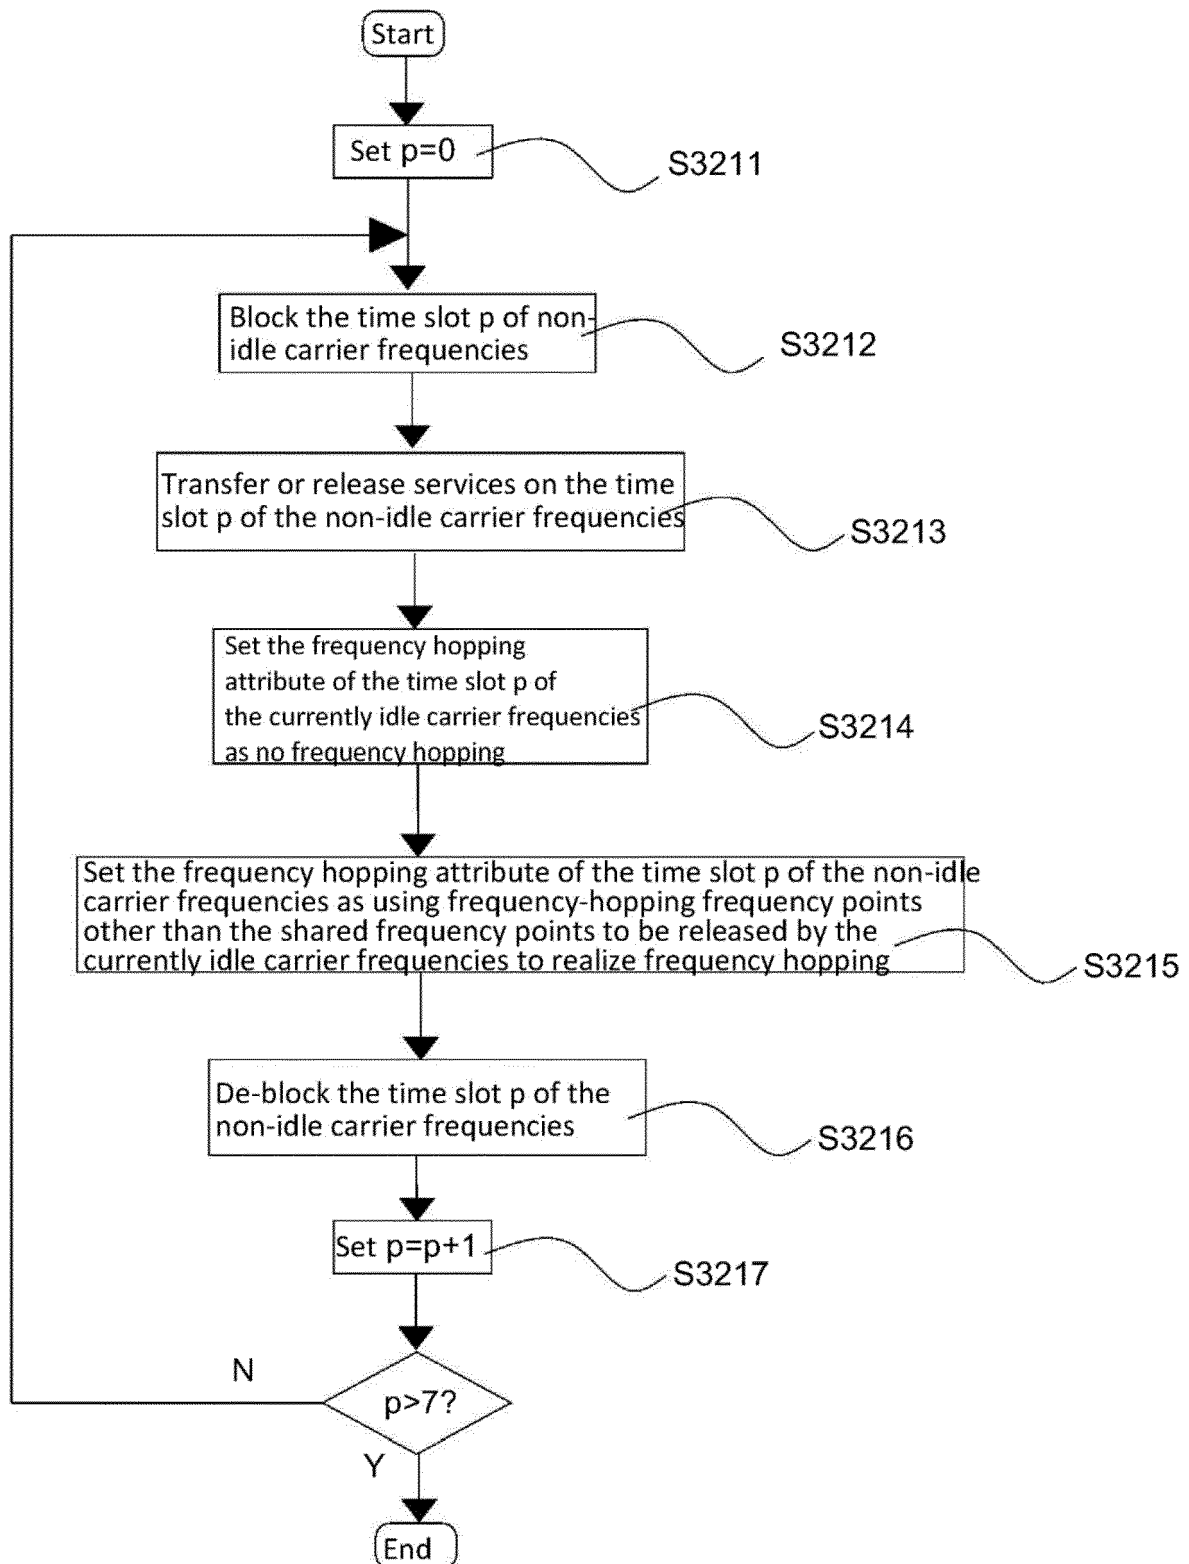 Start
Set p=0
S3211
Block the time slot p of non-
idle carrier frequencies
S3212
Transfer or release services on the time
slot p of the non-idle carrier frequencies
S3213
Set the frequency hopping
attribute of the time slot p of
the currently idle carrier frequencies
as no frequency hopping
S3214
Set the frequency hopping attribute of the time slot p of the non-idle
carrier frequencies as using frequency-hopping frequency points
other than the shared frequency points to be released by the
currently idle carrier frequencies to realize frequency hopping
S3215
De-block the time slot p of the
non-idle carrier frequencies
S3216
Set p=p+1
S3217
N
p>7?
Y
End